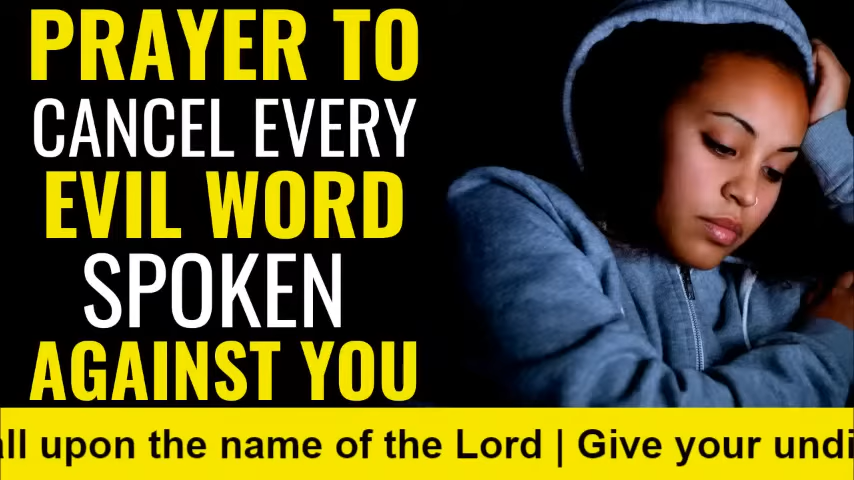 PRAYER TO
CANCEL EVERY
EVIL WORD
SPOKEN
AGAINST YOU
upon the name of the Lord | Give your